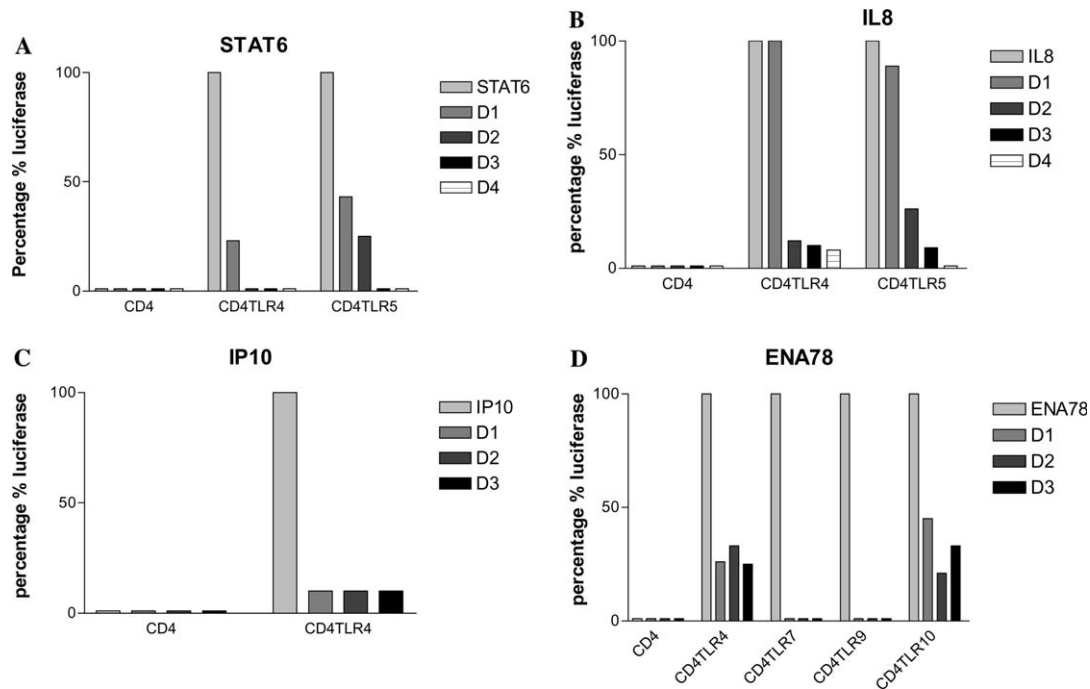 A
STAT6
Percentage % luciferase
100
50
0
CD4
CD4TLR4
CD4TLR5
STAT6
D1
D2
D3
D4
B
IL8
percentage % luciferase
100
50
0
CD4
CD4TLR4
CD4TLR5
IL8
D1
D2
D3
D4
C
IP10
percentage % luciferase
100
50
0
CD4
CD4TLR4
IP10
D1
D2
D3
D
ENA78
percentage % luciferase
100
50
0
CD4
CD4TLR4
CD4TLR7
CD4TLR9
CD4TLR10
ENA78
D1
D2
D3